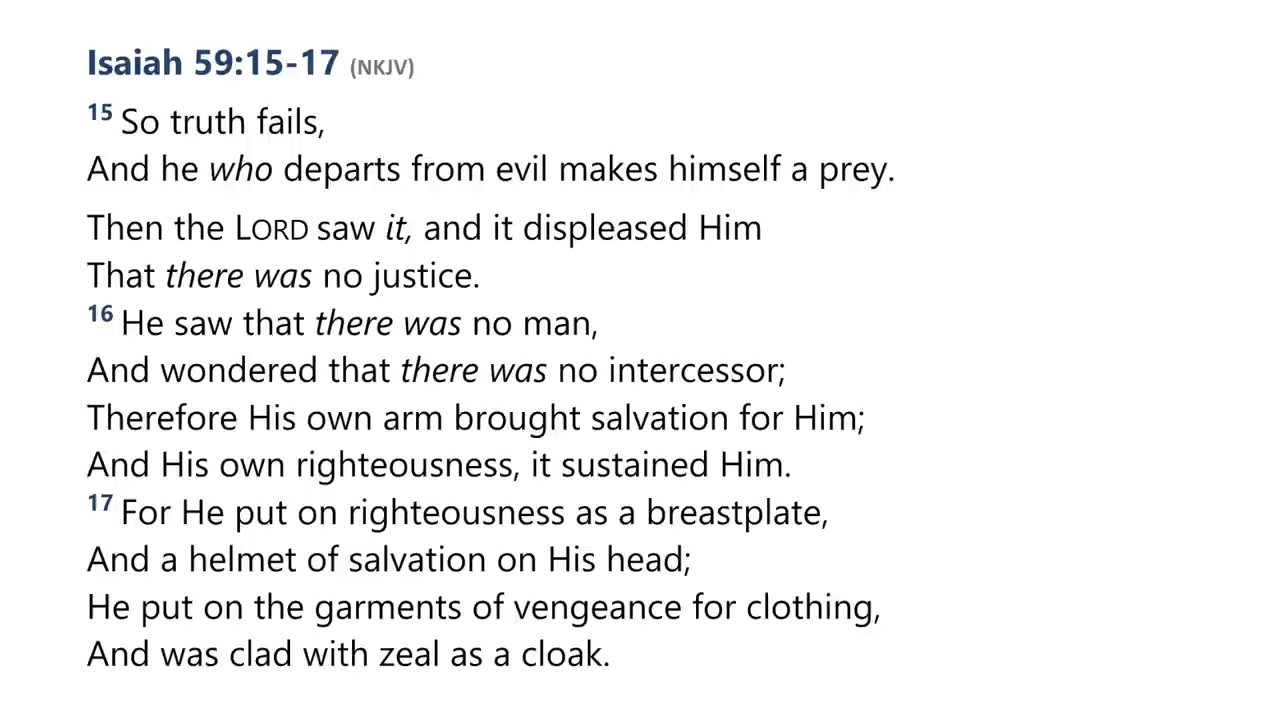 Isaiah 59:15-17 (NKJV)
15 So truth fails,
And he who departs from evil makes himself a prey.
Then the LORD saw it, and it displeased Him
That there was no justice.
16 He saw that there was no man,
And wondered that there was no intercessor;
Therefore His own arm brought salvation for Him;
And His own righteousness, it sustained Him.
17 For He put on righteousness as a breastplate,
And a helmet of salvation on His head;
He put on the garments of vengeance for clothing,
And was clad with zeal as a cloak.